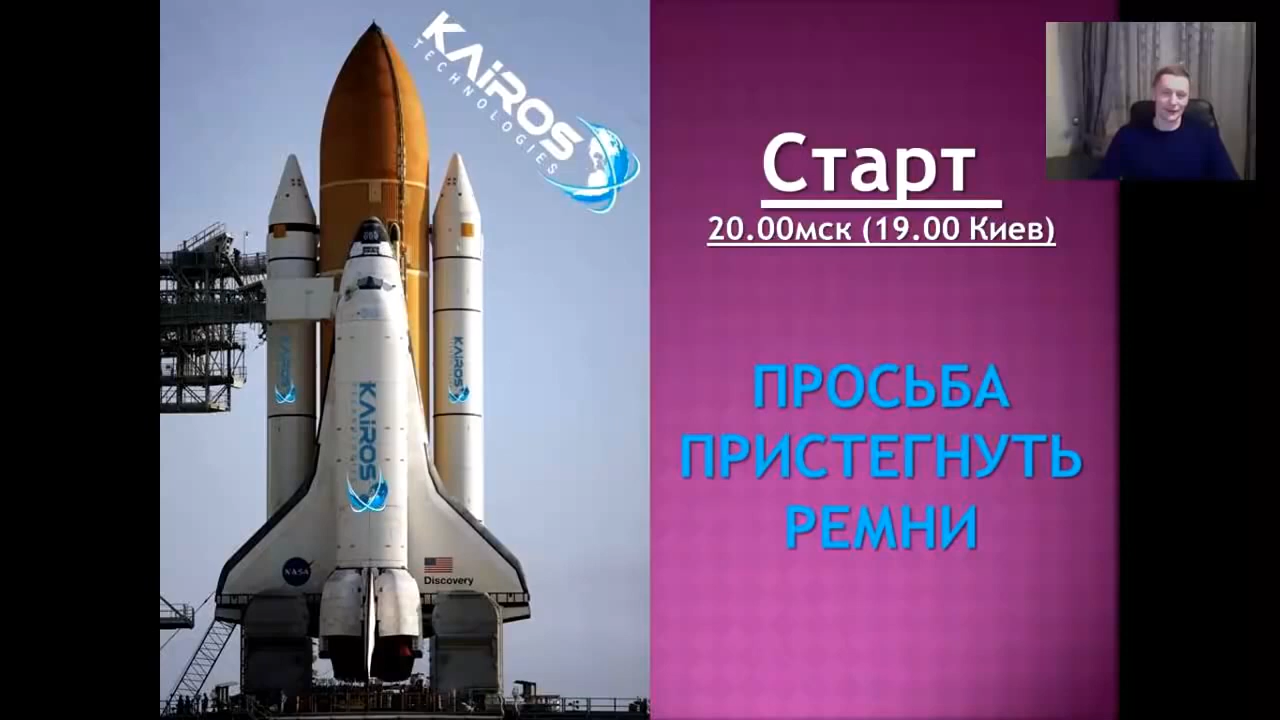 KAIROS
TECHNOLOGIES
Старт
20.00мск (19.00 Киев)
ПРОСЬБА
ПРИСТЕГНУТЬ
РЕМНИ
KAIROS
KAIROS
KAIROS
NASA
Discovery